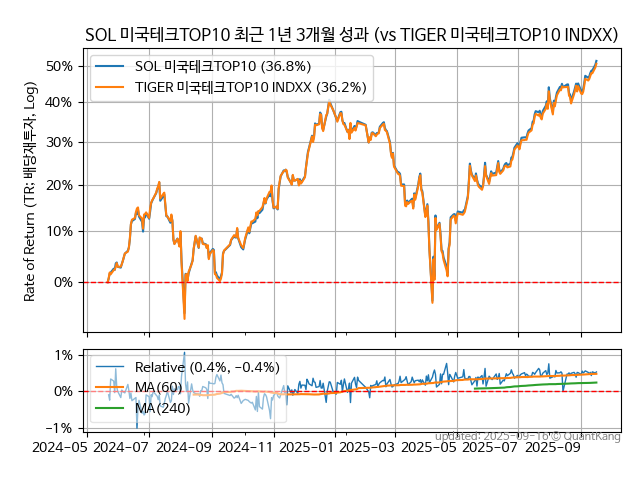 SOL 미국테크TOP10 최근 1년 3개월 성과 (vs TIGER 미국테크TOP10 INDXX)
Rate of Return (TR: 배당재투자, Log)
50%
40%
30%
20%
10%
0%
SOL 미국테크TOP10 (36.8%)
TIGER 미국테크TOP10 INDXX (36.2%)
1%
0%
−1%
Relative (0.4%, −0.4%)
MA(60)
MA(240)
updated: 2025-09-16 © QuantKang
2024-05 2024-07 2024-09 2024-11 2025-01 2025-03 2025-05 2025-07 2025-09